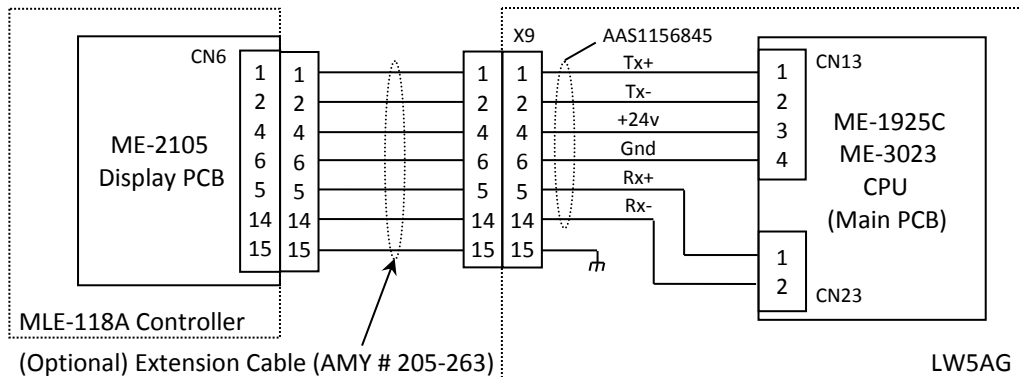 X9
AAS1156845
CN6
1 1 1 1 Tx+ 1 CN13
2 2 2 2 Tx- 2
4 4 4 4 +24v 3
6 6 6 6 Gnd 4
5 5 5 5 Rx+
14 14 14 14 Rx- 1
15 15 15 15 2 CN23
ME-2105
Display PCB
ME-1925C
ME-3023
CPU
(Main PCB)
MLE-118A Controller
(Optional) Extension Cable (AMY # 205-263)
LW5AG